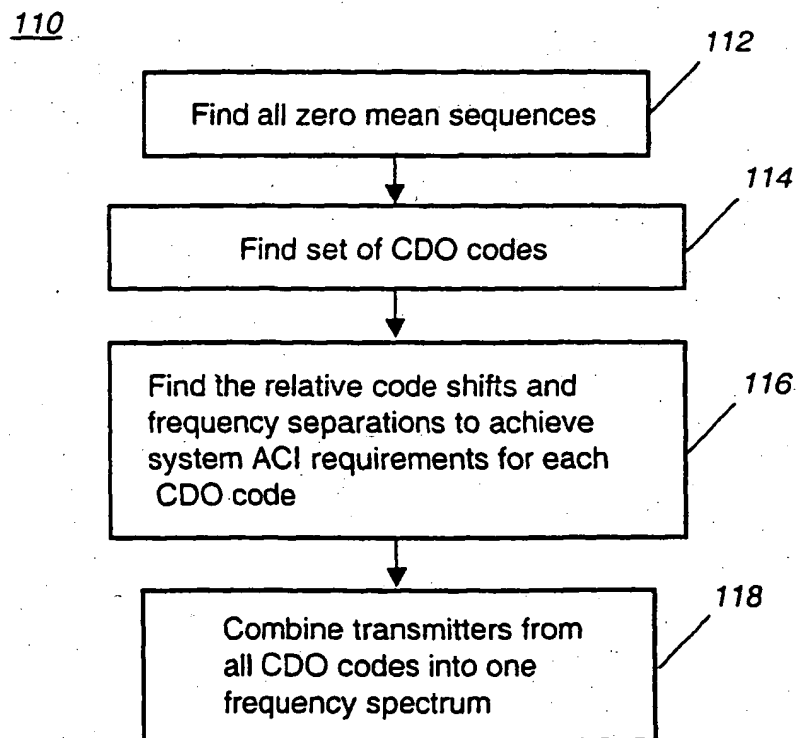 110
112
Find all zero mean sequences
114
Find set of CDO codes
116
Find the relative code shifts and
frequency separations to achieve
system ACI requirements for each
CDO code
118
Combine transmitters from
all CDO codes into one
frequency spectrum